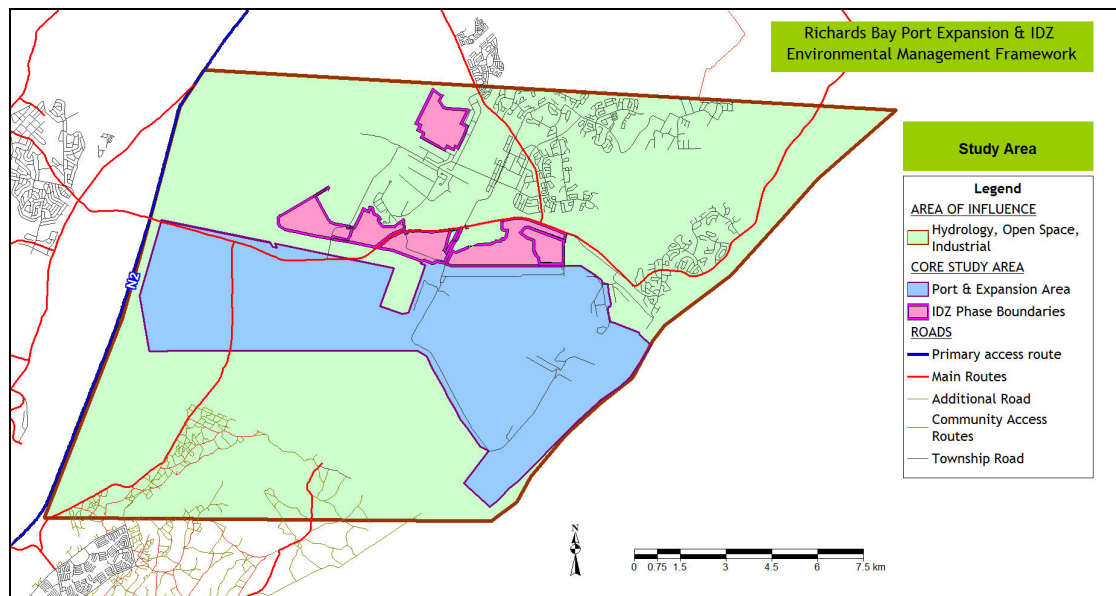 Richards Bay Port Expansion & IDZ
Environmental Management Framework
Study Area
Legend
AREA OF INFLUENCE
Hydrology, Open Space,
Industrial
CORE STUDY AREA
Port & Expansion Area
IDZ Phase Boundaries
ROADS
Primary access route
Main Routes
Additional Road
Community Access
Routes
Township Road
N2
N
0 0.75 1.5 3 4.5 6 7.5 km